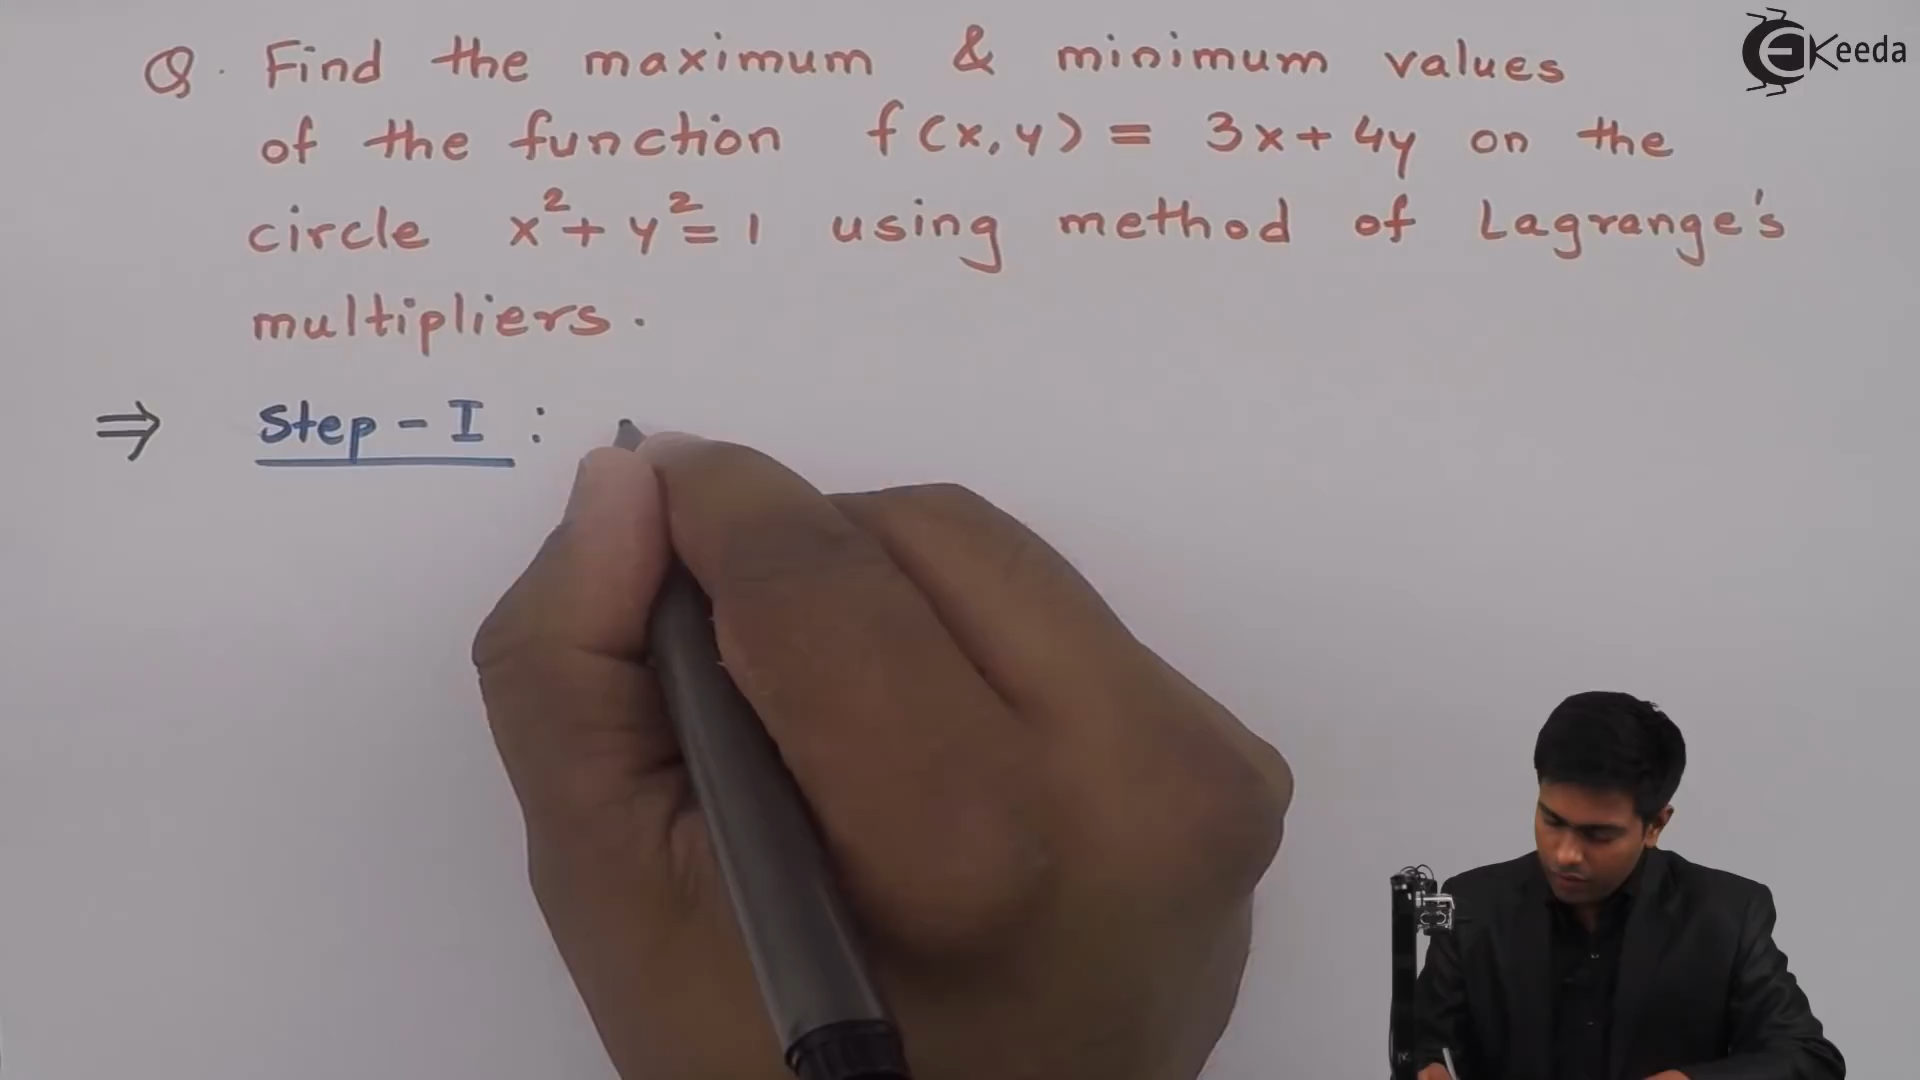 Q. Find the maximum & minimum values
of the function f(x,y) = 3x+4y on the
circle x²+y²=1 using method of Lagrange's
multipliers.
⇒ Step-I :
EKeeda